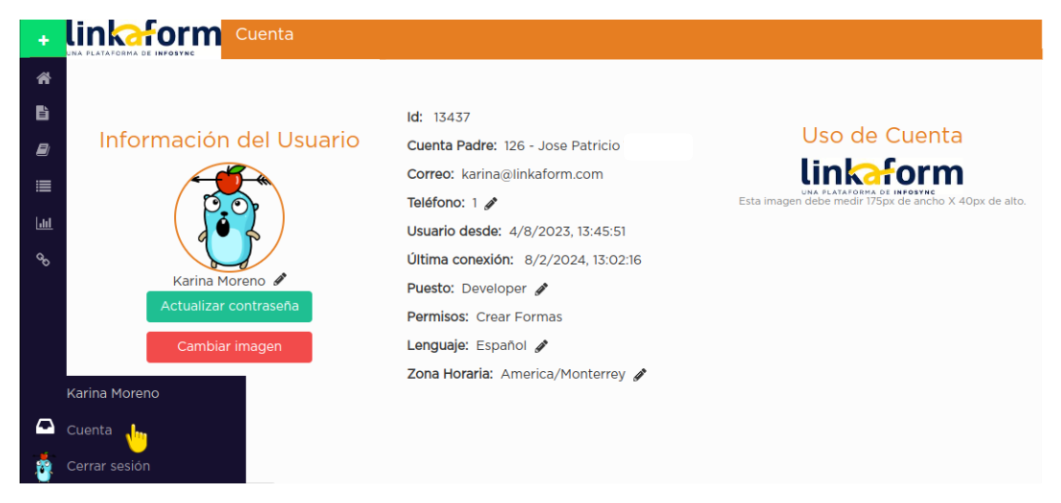 +
linkaform
UNA PLATAFORMA DE INFOSYNC
Cuenta
Información del Usuario
Karina Moreno
Actualizar contraseña
Cambiar imagen
Id: 13437
Cuenta Padre: 126 - Jose Patricio
Correo: karina@linkaform.com
Teléfono: 1
Usuario desde: 4/8/2023, 13:45:51
Última conexión: 8/2/2024, 13:02:16
Puesto: Developer
Permisos: Crear Formas
Lenguaje: Español
Zona Horaria: America/Monterrey
Uso de Cuenta
linkaform
UNA PLATAFORMA DE INFOSYNC
Esta imagen debe medir 175px de ancho X 40px de alto.
Karina Moreno
Cuenta
Cerrar sesión